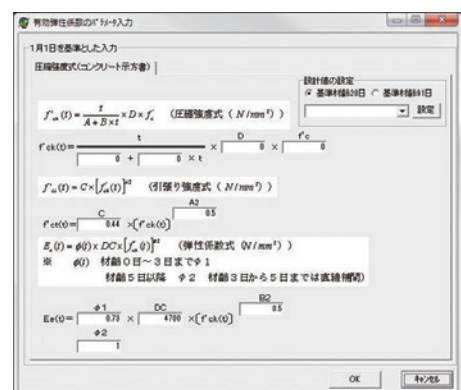 有効弾性係数のパラメータ入力
1月1日を基準とした入力
圧縮強度式(コンクリート示方書)
設計値の設定
基準材齢28日 基準材齢91日
設定
f'ck(t) = t / A + B × t × D × f'c (圧縮強度式 ( N/mm² ))
t D f'c
f'ck(t)= × 0 × 0
0 + 0 × t
(引張り強度式 ( N/mm² ))
C A2
f'ct(t)= 0.44 ×[f'ck(t)] 0.5
(弾性係数式 (N/mm² ))
※ φ(t) 材齢0日~3日までφ1
材齢5日以降 φ2 材齢3日から5日までは直線補間)
φ1 DC B2
Ee(t)= 0.73 × 4700 ×[f'ck(t)] 0.5
φ2
1
OK キャンセル